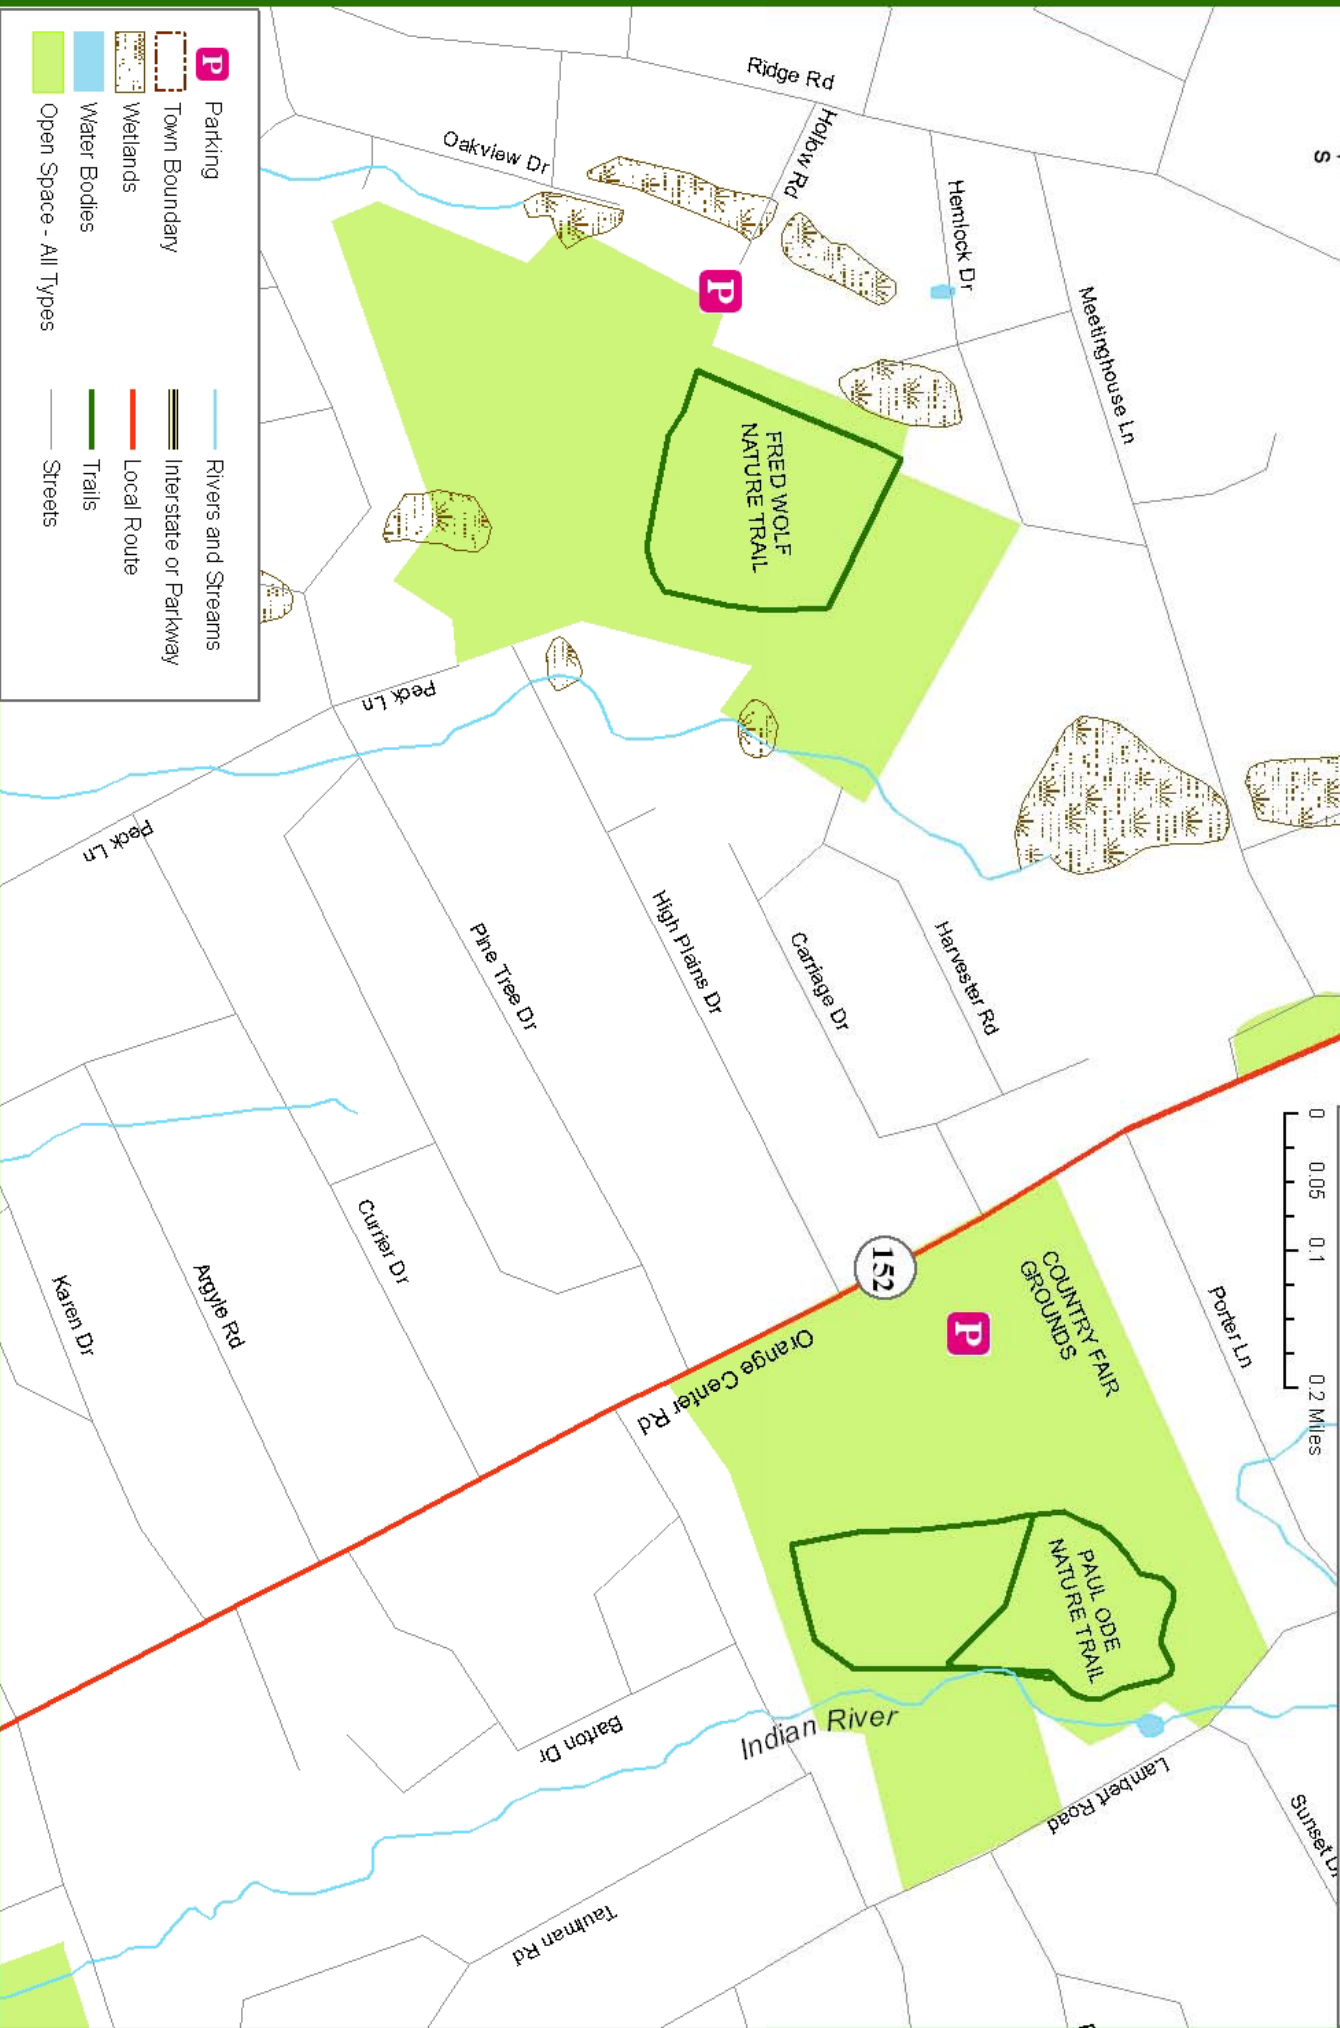 S
Ridge Rd
Hollow Rd
Oakview Dr
Hemlock Dr
Meetinghouse Ln
FRED WOLF
NATURE TRAIL
Peck Ln
Peck Ln
High Plains Dr
Pine Tree Dr
Carriage Dr
Harvester Rd
Currier Dr
Argyle Rd
Karen Dr
152
Orange Center Rd
COUNTRY FAIR
GROUNDS
P
P
Porter Ln
PAUL ODE
NATURE TRAIL
Indian River
Barton Dr
Lambert Road
Taulman Rd
Sunset Dr
0 0.05 0.1 0.2 Miles
P Parking
Town Boundary
Wetlands
Water Bodies
Open Space - All Types
Rivers and Streams
Interstate or Parkway
Local Route
Trails
Streets